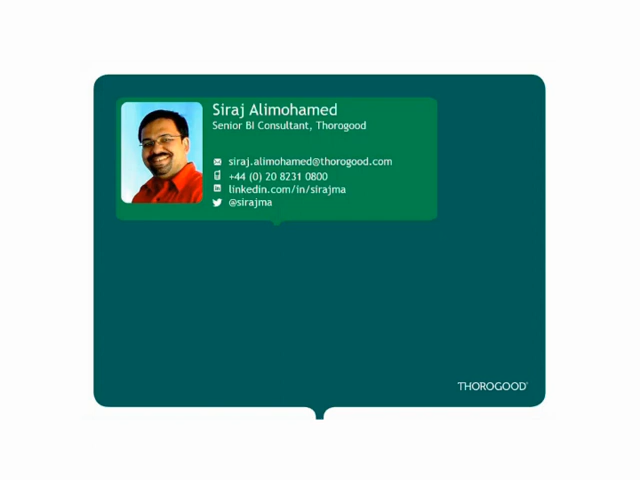 Siraj Alimohamed
Senior BI Consultant, Thorogood
siraj.alimohamed@thorogood.com
+44 (0) 20 8231 0800
linkedin.com/in/sirajma
@sirajma
THOROGOOD